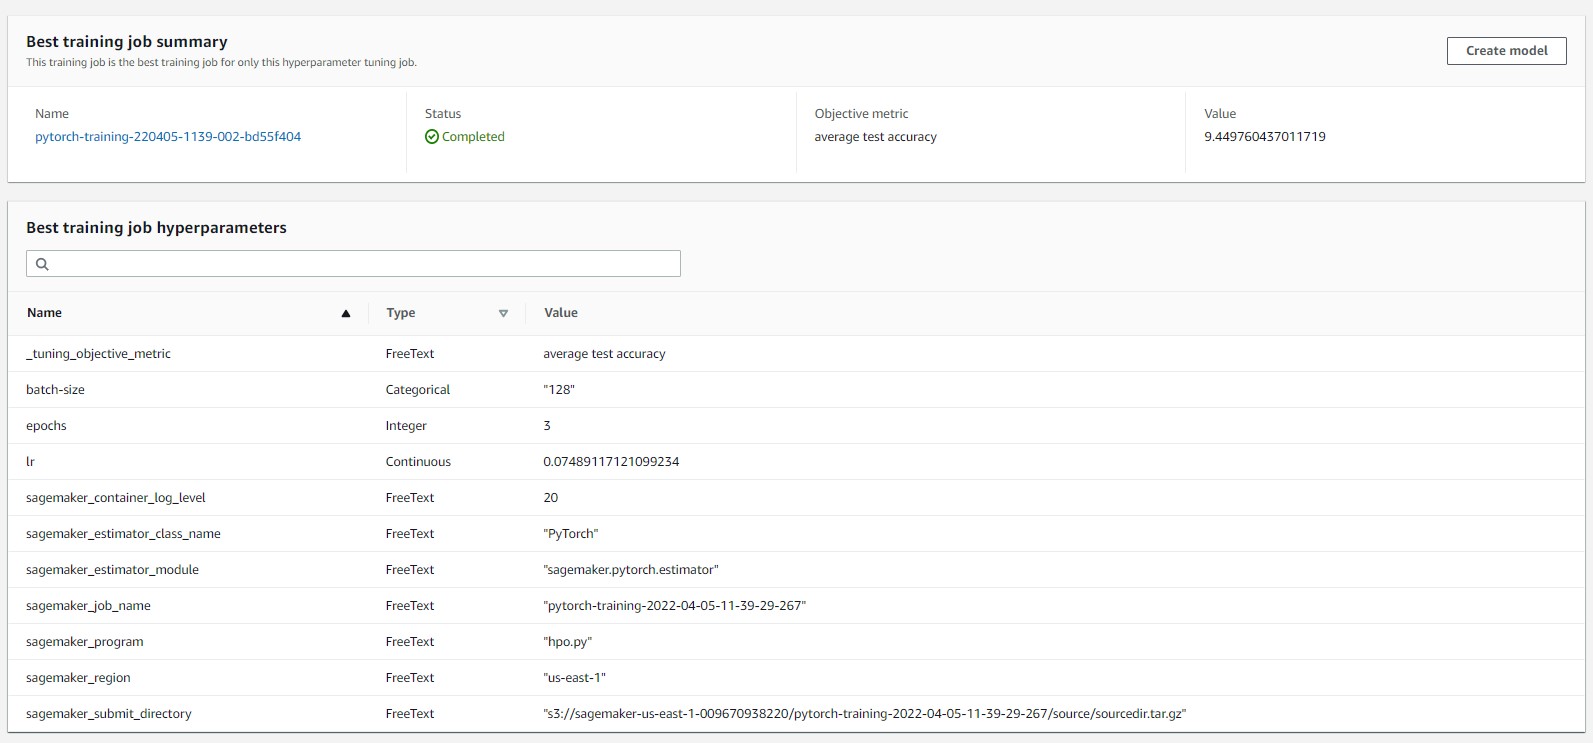 Best training job summary
This training job is the best training job for only this hyperparameter tuning job.
Create model
Name
pytorch-training-220405-1139-002-bd55f404
Status
Completed
Objective metric
average test accuracy
Value
9.449760437011719
Best training job hyperparameters
Name Type Value
_tuning_objective_metric FreeText average test accuracy
batch-size Categorical "128"
epochs Integer 3
lr Continuous 0.07489117121099234
sagemaker_container_log_level FreeText 20
sagemaker_estimator_class_name FreeText "PyTorch"
sagemaker_estimator_module FreeText "sagemaker.pytorch.estimator"
sagemaker_job_name FreeText "pytorch-training-2022-04-05-11-39-29-267"
sagemaker_program FreeText "hpo.py"
sagemaker_region FreeText "us-east-1"
sagemaker_submit_directory FreeText "s3://sagemaker-us-east-1-009670938220/pytorch-training-2022-04-05-11-39-29-267/source/sourcedir.tar.gz"